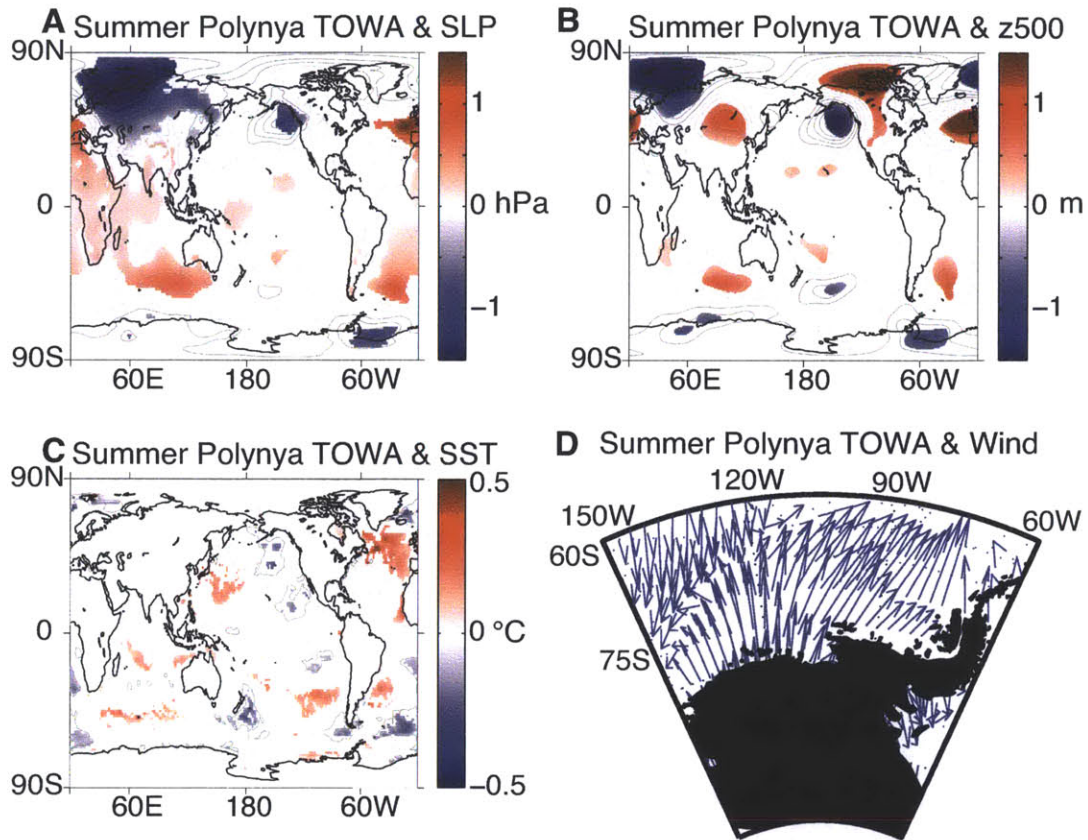 A Summer Polynya TOWA & SLP
90N
0
90S
60E 180 60W
1
0 hPa
−1
B Summer Polynya TOWA & z500
90N
0
90S
60E 180 60W
1
0 m
−1
C Summer Polynya TOWA & SST
90N
0
90S
60E 180 60W
0.5
0 °C
−0.5
D Summer Polynya TOWA & Wind
120W 90W
150W 60W
60S
75S